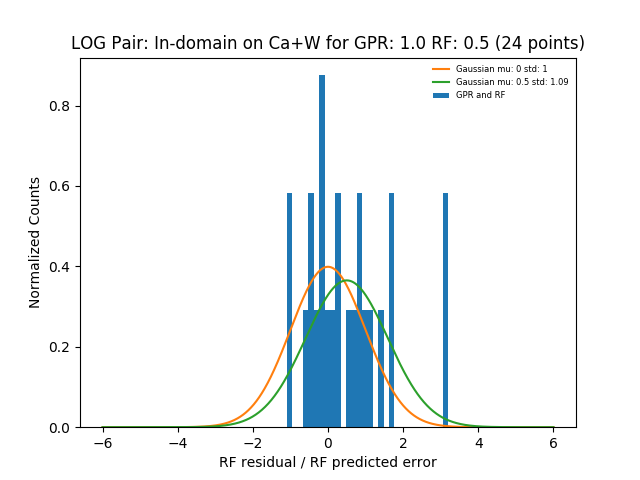 LOG Pair: In-domain on Ca+W for GPR: 1.0 RF: 0.5 (24 points)
Gaussian mu: 0 std: 1
Gaussian mu: 0.5 std: 1.09
GPR and RF
Normalized Counts
0.8
0.6
0.4
0.2
0.0
−6 −4 −2 0 2 4 6
RF residual / RF predicted error